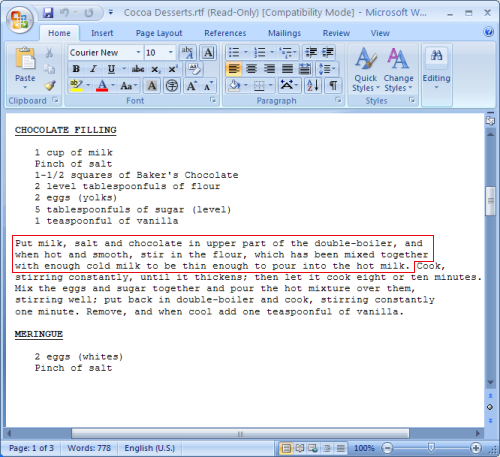 Cocoa Desserts.rtf (Read-Only) [Compatibility Mode] - Microsoft W...
Home Insert Page Layout References Mailings Review View
Paste
Courier New 10
Quick Styles
Change Styles
Editing
Clipboard Font Paragraph Styles
CHOCOLATE FILLING
1 cup of milk
Pinch of salt
1-1/2 squares of Baker's Chocolate
2 level tablespoonfuls of flour
2 eggs (yolks)
5 tablespoonfuls of sugar (level)
1 teaspoonful of vanilla
Put milk, salt and chocolate in upper part of the double-boiler, and
when hot and smooth, stir in the flour, which has been mixed together
with enough cold milk to be thin enough to pour into the hot milk. Cook,
stirring constantly, until it thickens; then let it cook eight or ten minutes.
Mix the eggs and sugar together and pour the hot mixture over them,
stirring well; put back in double-boiler and cook, stirring constantly
one minute. Remove, and when cool add one teaspoonful of vanilla.
MERINGUE
2 eggs (whites)
Pinch of salt
Page: 1 of 3 Words: 778 English (U.S.) 100%